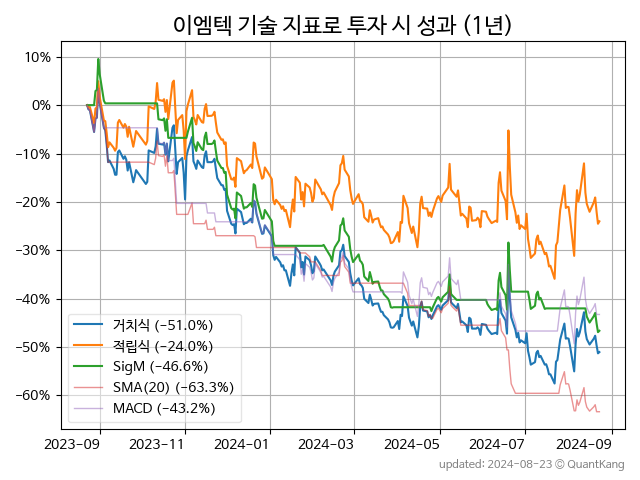 이엠텍 기술 지표로 투자 시 성과 (1년)
10%
0%
−10%
−20%
−30%
−40%
−50%
−60%
거치식 (−51.0%)
적립식 (−24.0%)
SigM (−46.6%)
SMA(20) (−63.3%)
MACD (−43.2%)
2023-09 2023-11 2024-01 2024-03 2024-05 2024-07 2024-09
updated: 2024-08-23 © QuantKang